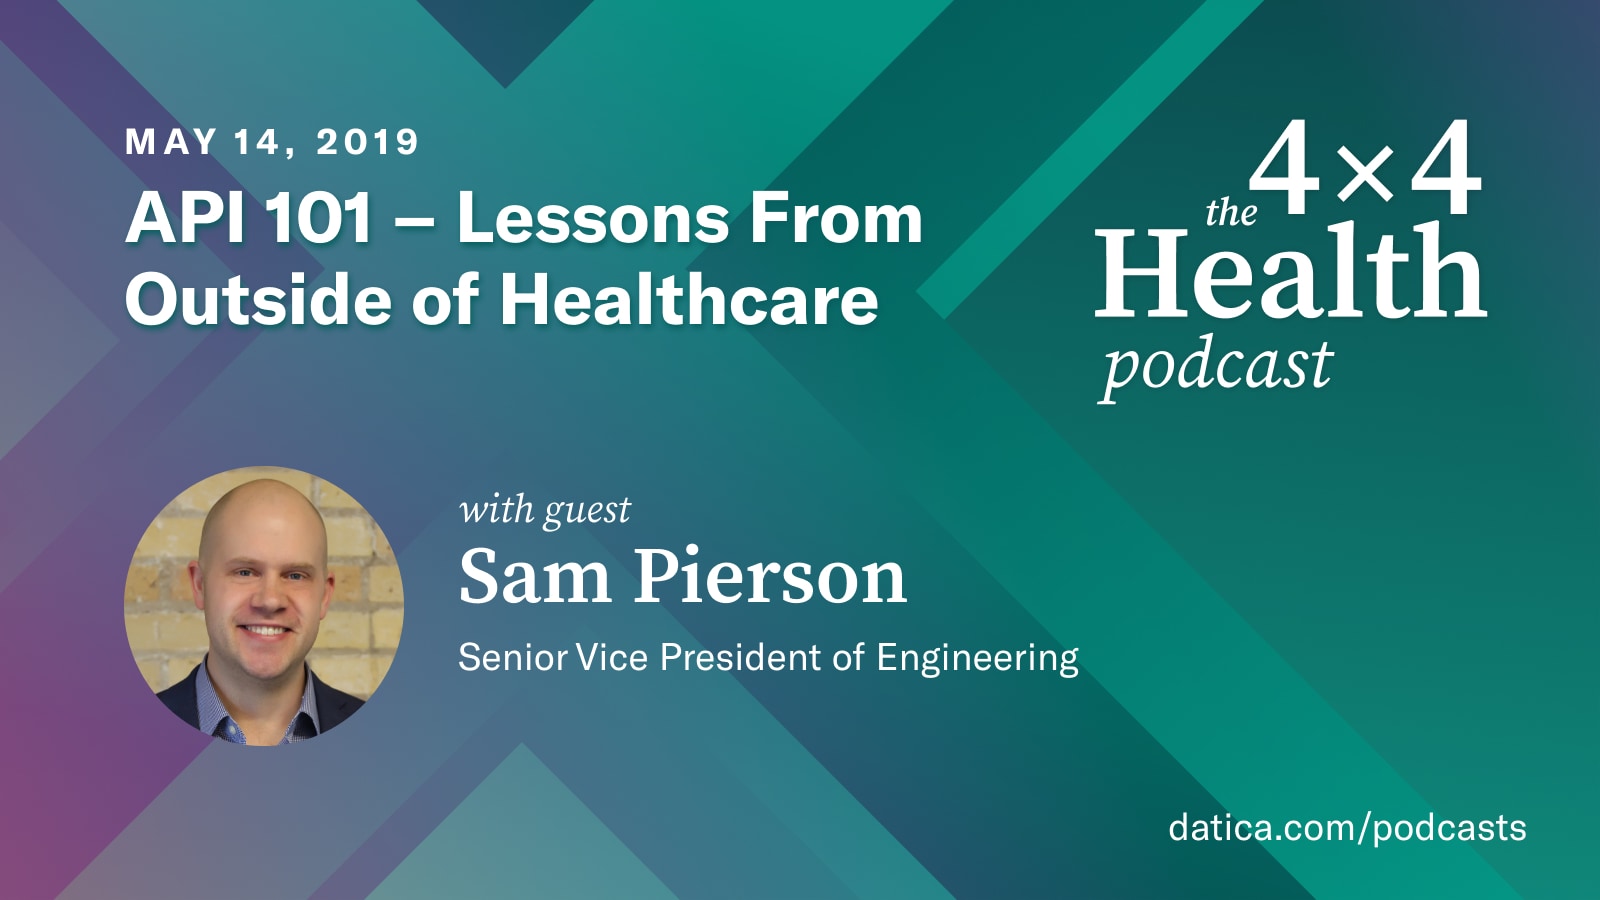 MAY 14, 2019
API 101 – Lessons From
Outside of Healthcare
the 4×4
Health
podcast
with guest
Sam Pierson
Senior Vice President of Engineering
datica.com/podcasts